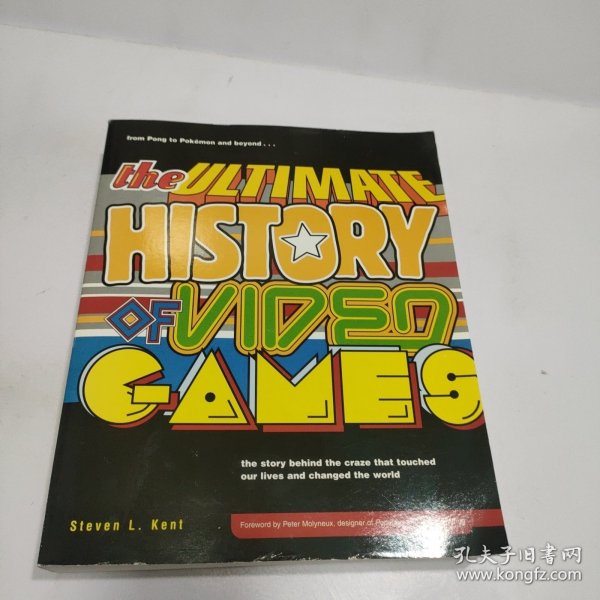 from Pong to Pokémon and beyond...
the ULTIMATE
HISTORY
OF VIDEO
GAMES
the story behind the craze that touched
our lives and changed the world
Steven L. Kent
Foreword by Peter Molyneux, designer of
孔夫子旧书网
www.kongfz.com